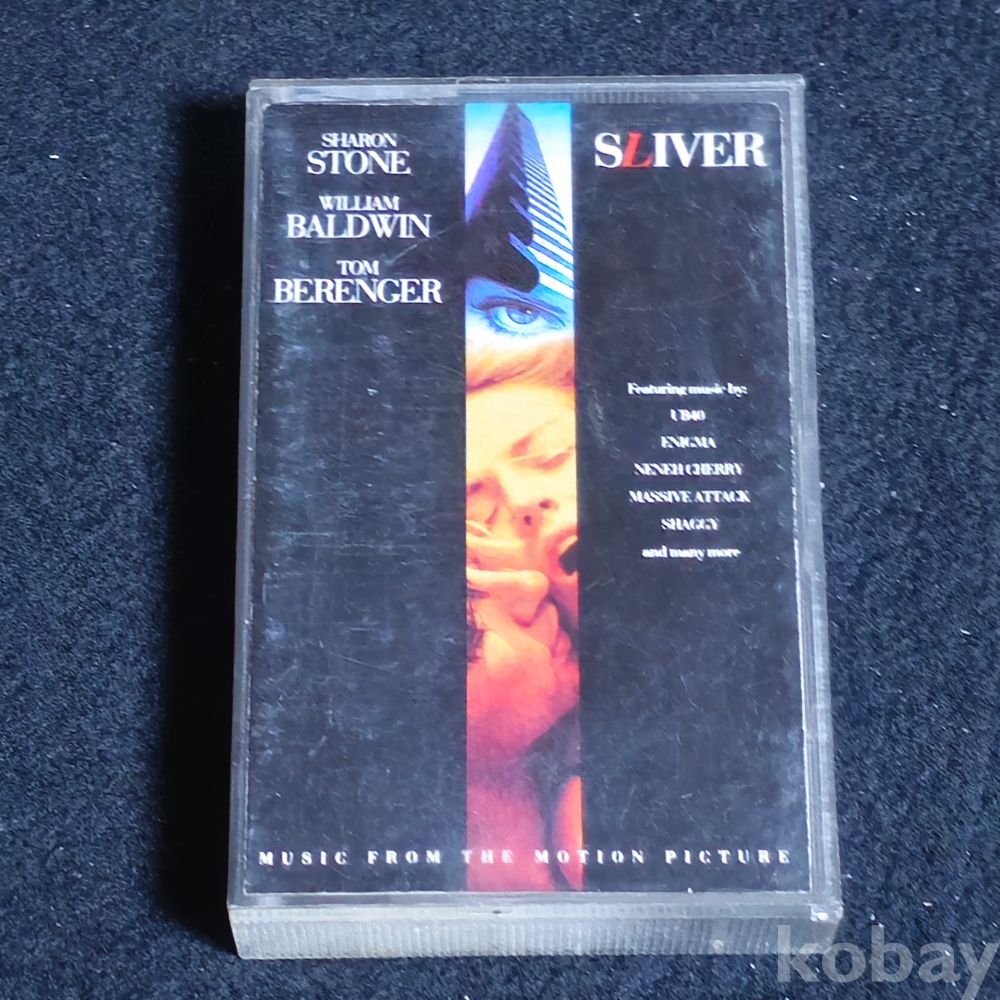 SHARON
STONE
WILLIAM
BALDWIN
TOM
BERENGER
SLIVER
Featuring music by:
UB40
ENIGMA
NENEH CHERRY
MASSIVE ATTACK
SHAGGY
and many more
MUSIC FROM THE MOTION PICTURE
kobay